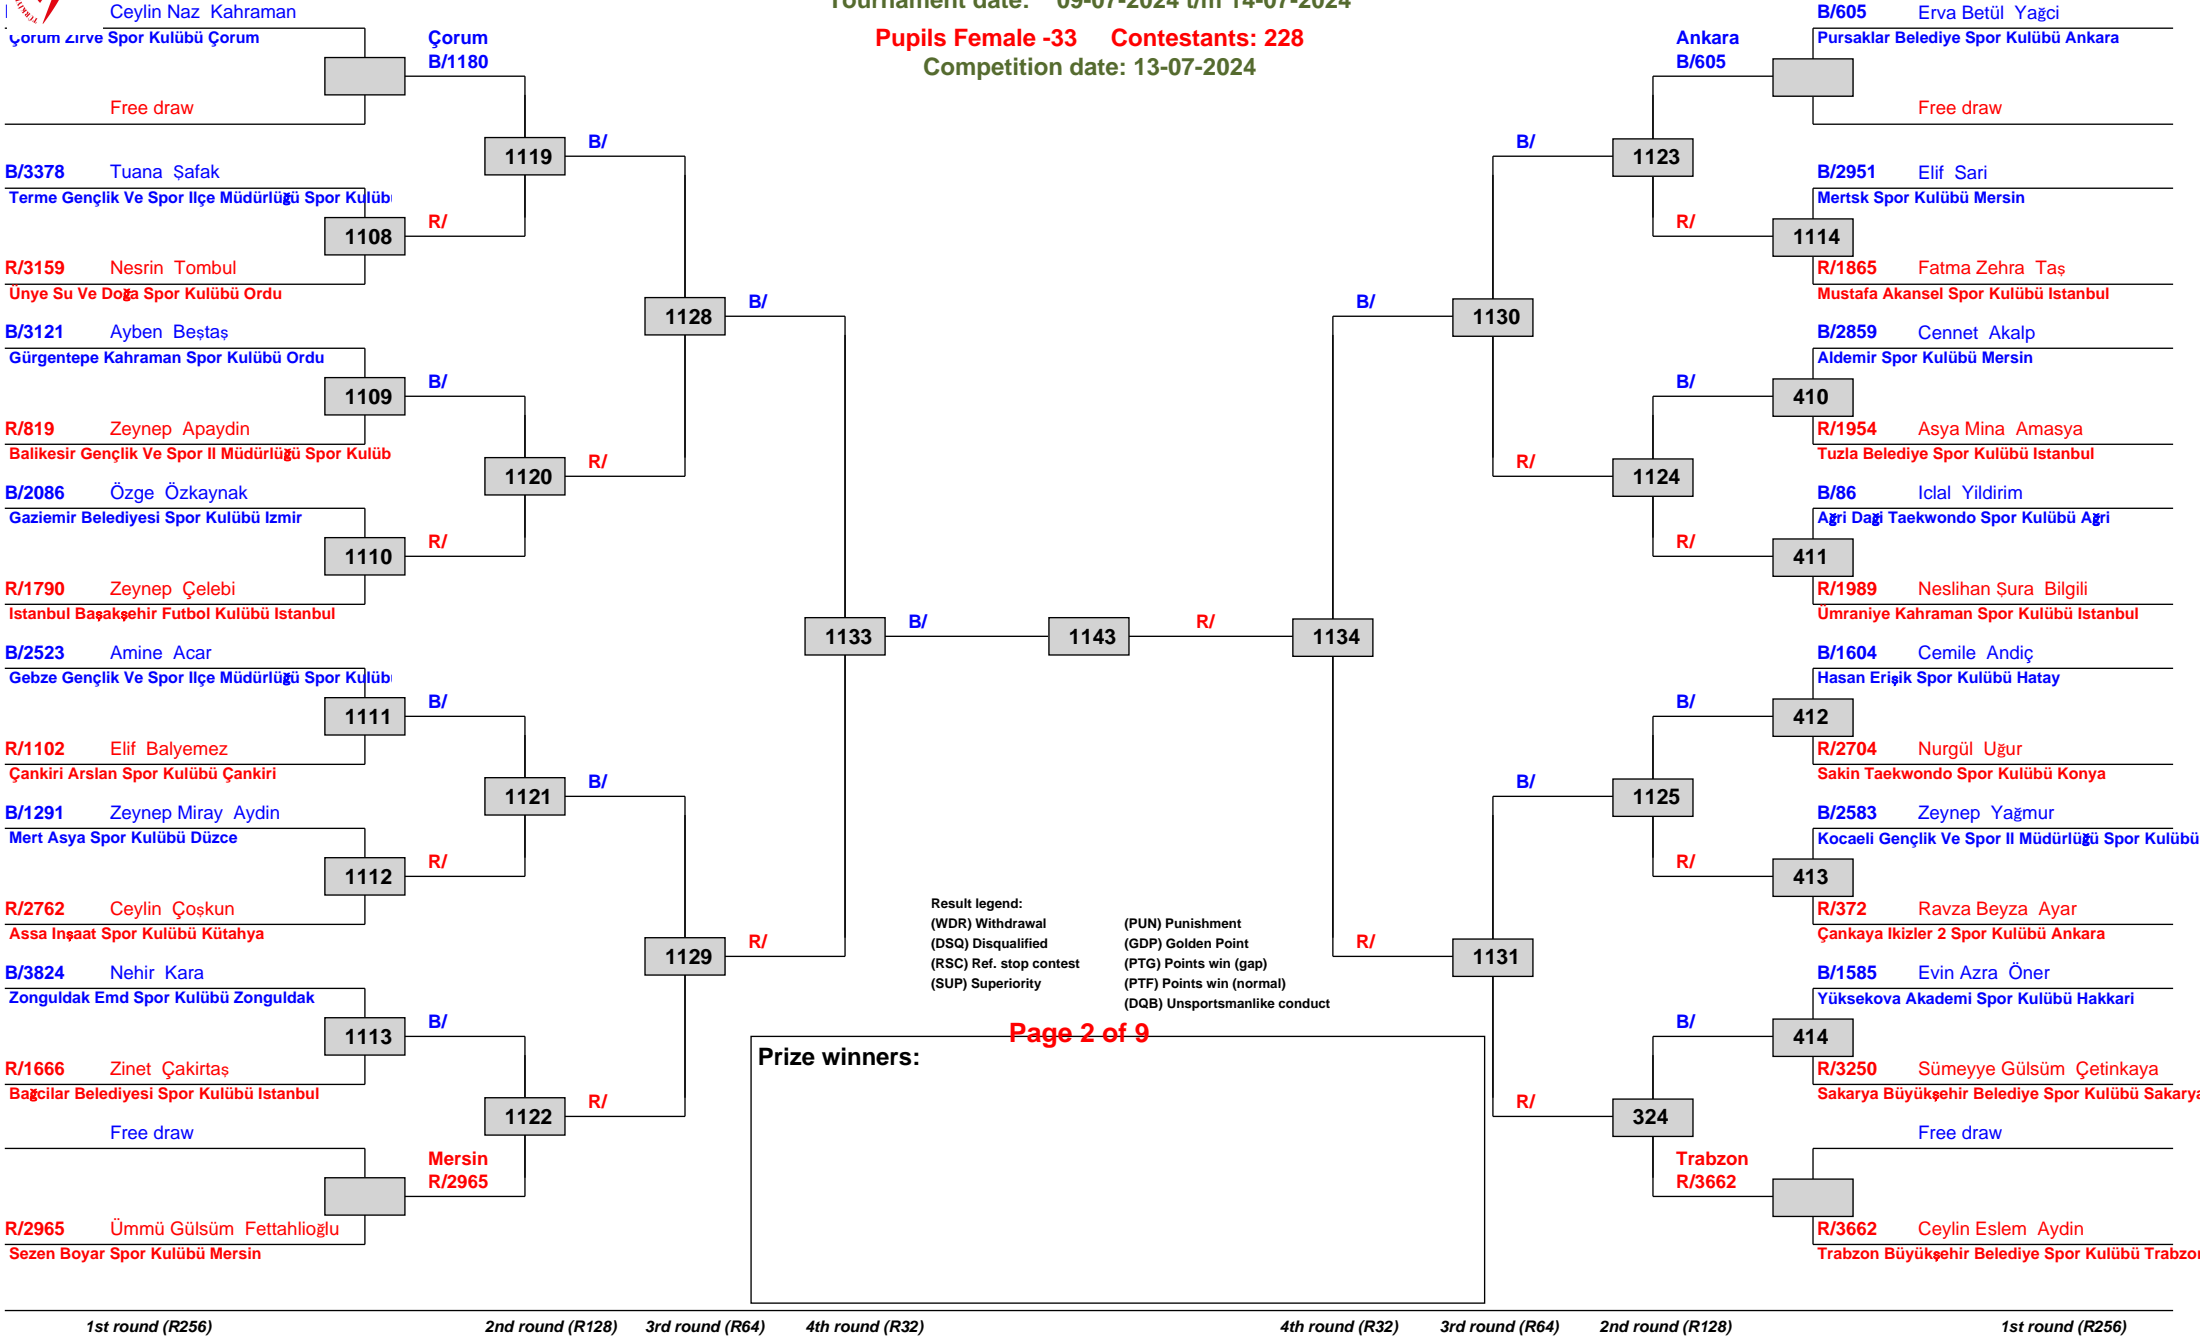 Tournament date: 09-07-2024 t/m 14-07-2024
Pupils Female -33 Contestants: 228
Competition date: 13-07-2024
Ceylin Naz Kahraman
Çorum Zirve Spor Kulübü Çorum
Free draw
Çorum
B/1180
B/3378 Tuana Şafak
Terme Gençlik Ve Spor Ilçe Müdürlüğü Spor Kulüb
1108
R/3159 Nesrin Tombul
Ünye Su Ve Doğa Spor Kulübü Ordu
B/3121 Ayben Beştaş
Gürgentepe Kahraman Spor Kulübü Ordu
1109
R/819 Zeynep Apaydin
Balikesir Gençlik Ve Spor Il Müdürlüğü Spor Kulüb
B/2086 Özge Özkaynak
Gaziemir Belediyesi Spor Kulübü Izmir
1110
R/1790 Zeynep Çelebi
Istanbul Başakşehir Futbol Kulübü Istanbul
B/2523 Amine Acar
Gebze Gençlik Ve Spor Ilçe Müdürlüğü Spor Kulüb
1111
R/1102 Elif Balyemez
Çankiri Arslan Spor Kulübü Çankiri
B/1291 Zeynep Miray Aydin
Mert Asya Spor Kulübü Düzce
1112
R/2762 Ceylin Çoşkun
Assa Inşaat Spor Kulübü Kütahya
B/3824 Nehir Kara
Zonguldak Emd Spor Kulübü Zonguldak
1113
R/1666 Zinet Çakirtaş
Bağcilar Belediyesi Spor Kulübü Istanbul
Free draw
Mersin
R/2965
R/2965 Ümmü Gülsüm Fettahlioğlu
Sezen Boyar Spor Kulübü Mersin
R/
B/
R/
B/
R/
B/
1119
1120
1121
1122
B/
R/
B/
R/
1128
1129
B/
R/
1133
B/
1143
R/
1134
B/
R/
1130
1131
B/
R/
B/
R/
1123
1124
1125
324
R/
B/
R/
B/
R/
B/
Ankara
B/605
B/605 Erva Betül Yağci
Pursaklar Belediye Spor Kulübü Ankara
Free draw
B/2951 Elif Sari
Mertsk Spor Kulübü Mersin
1114
R/1865 Fatma Zehra Taş
Mustafa Akansel Spor Kulübü Istanbul
B/2859 Cennet Akalp
Aldemir Spor Kulübü Mersin
410
R/1954 Asya Mina Amasya
Tuzla Belediye Spor Kulübü Istanbul
B/86 Iclal Yildirim
Ağri Daği Taekwondo Spor Kulübü Ağri
411
R/1989 Neslihan Şura Bilgili
Ümraniye Kahraman Spor Kulübü Istanbul
B/1604 Cemile Andiç
Hasan Erişik Spor Kulübü Hatay
412
R/2704 Nurgül Uğur
Sakin Taekwondo Spor Kulübü Konya
B/2583 Zeynep Yağmur
Kocaeli Gençlik Ve Spor Il Müdürlüğü Spor Kulübü
413
R/372 Ravza Beyza Ayar
Çankaya Ikizler 2 Spor Kulübü Ankara
B/1585 Evin Azra Öner
Yüksekova Akademi Spor Kulübü Hakkari
414
R/3250 Sümeyye Gülsüm Çetinkaya
Sakarya Büyükşehir Belediye Spor Kulübü Sakarya
Free draw
Trabzon
R/3662
R/3662 Ceylin Eslem Aydin
Trabzon Büyükşehir Belediye Spor Kulübü Trabzon
Result legend:
(WDR) Withdrawal (PUN) Punishment
(DSQ) Disqualified (GDP) Golden Point
(RSC) Ref. stop contest (PTG) Points win (gap)
(SUP) Superiority (PTF) Points win (normal)
(DQB) Unsportsmanlike conduct
Page 2 of 9
Prize winners:
1st round (R256) 2nd round (R128) 3rd round (R64) 4th round (R32) 4th round (R32) 3rd round (R64) 2nd round (R128) 1st round (R256)